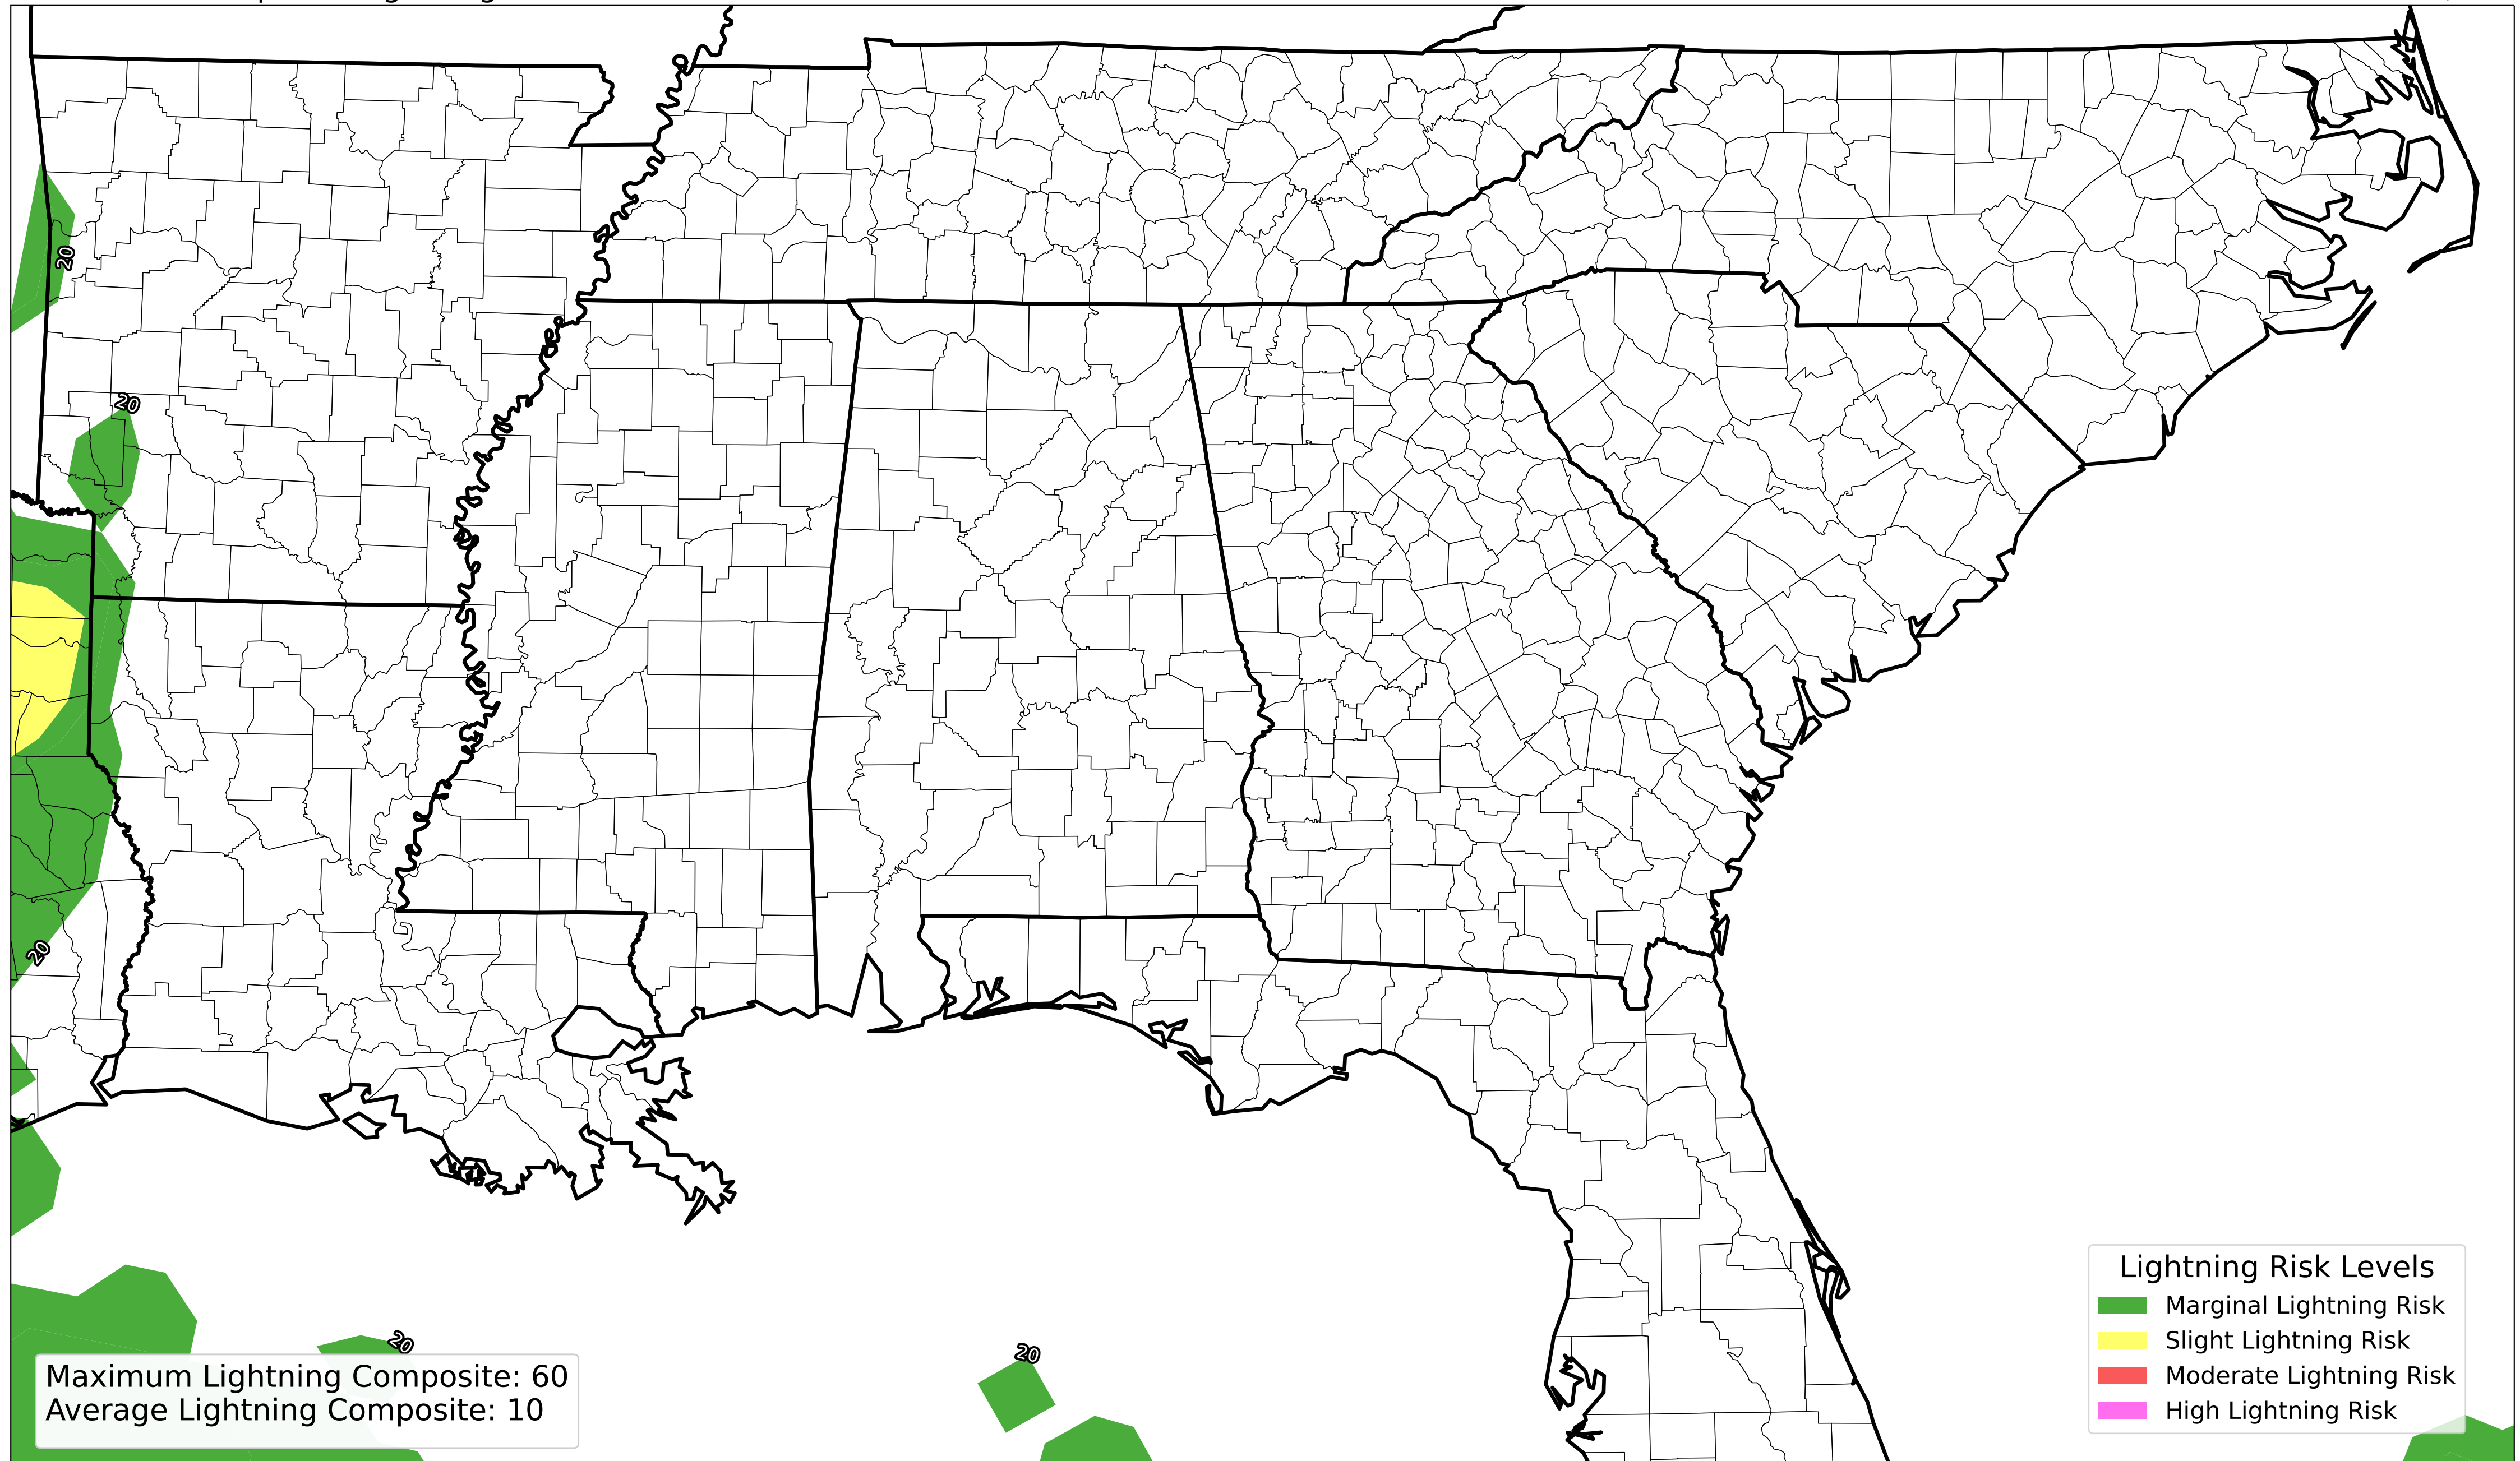 20
20
20
20
20
20
Maximum Lightning Composite: 60
Average Lightning Composite: 10
Lightning Risk Levels
Marginal Lightning Risk
Slight Lightning Risk
Moderate Lightning Risk
High Lightning Risk